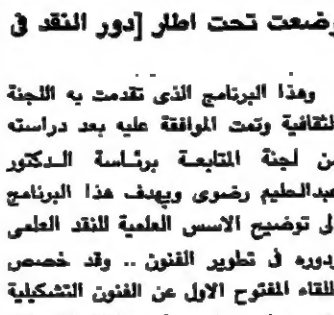 وضعت تحت اطار [دور النقد في
وهذا البرنامج الذى تقدمت به اللجنة
الثقافية وتمت الموافقة عليه بعد دراسته
من لجنة المتابعة برئاسة الدكتور
عبدالحليم رضوى ويهدف هذا البرنامج
الى توضيح الاسس العلمية للنقد العلمى
ودوره فى تطوير الفنون .. وقد خصص
اللقاء المفتوح الاول عن الفنون التشكيلية